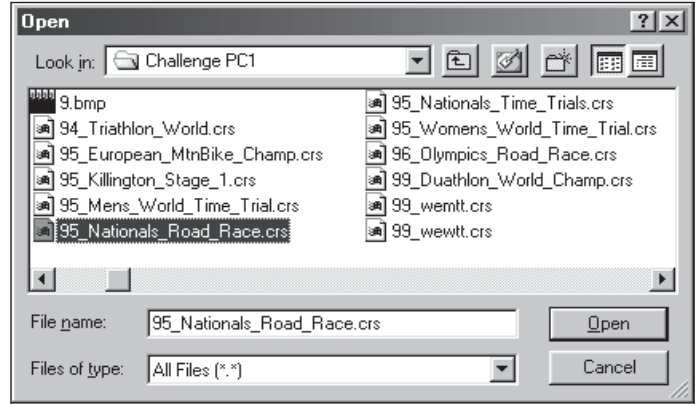 Open
Look in: Challenge PC1
9.bmp
94_Triathlon_World.crs
95_European_MtnBike_Champ.crs
95_Killington_Stage_1.crs
95_Mens_World_Time_Trial.crs
95_Nationals_Road_Race.crs
95_Nationals_Time_Trials.crs
95_Womens_World_Time_Trial.crs
96_Olympics_Road_Race.crs
99_Duathlon_World_Champ.crs
99_wemtt.crs
99_wewtt.crs
File name: 95_Nationals_Road_Race.crs
Open
Files of type: All Files (*.*)
Cancel